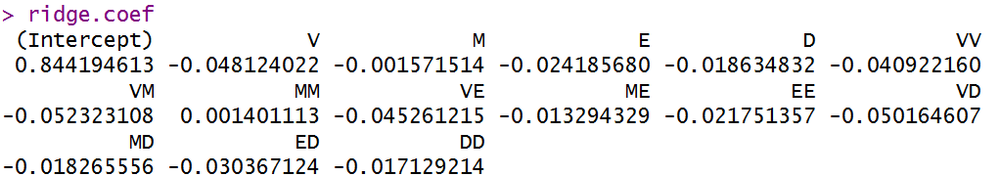 > ridge.coef
(Intercept) V M E D VV
0.844194613 -0.048124022 -0.001571514 -0.024185680 -0.018634832 -0.040922160
VM MM VE ME EE VD
-0.052323108 0.001401113 -0.045261215 -0.013294329 -0.021751357 -0.050164607
MD ED DD
-0.018265556 -0.030367124 -0.017129214